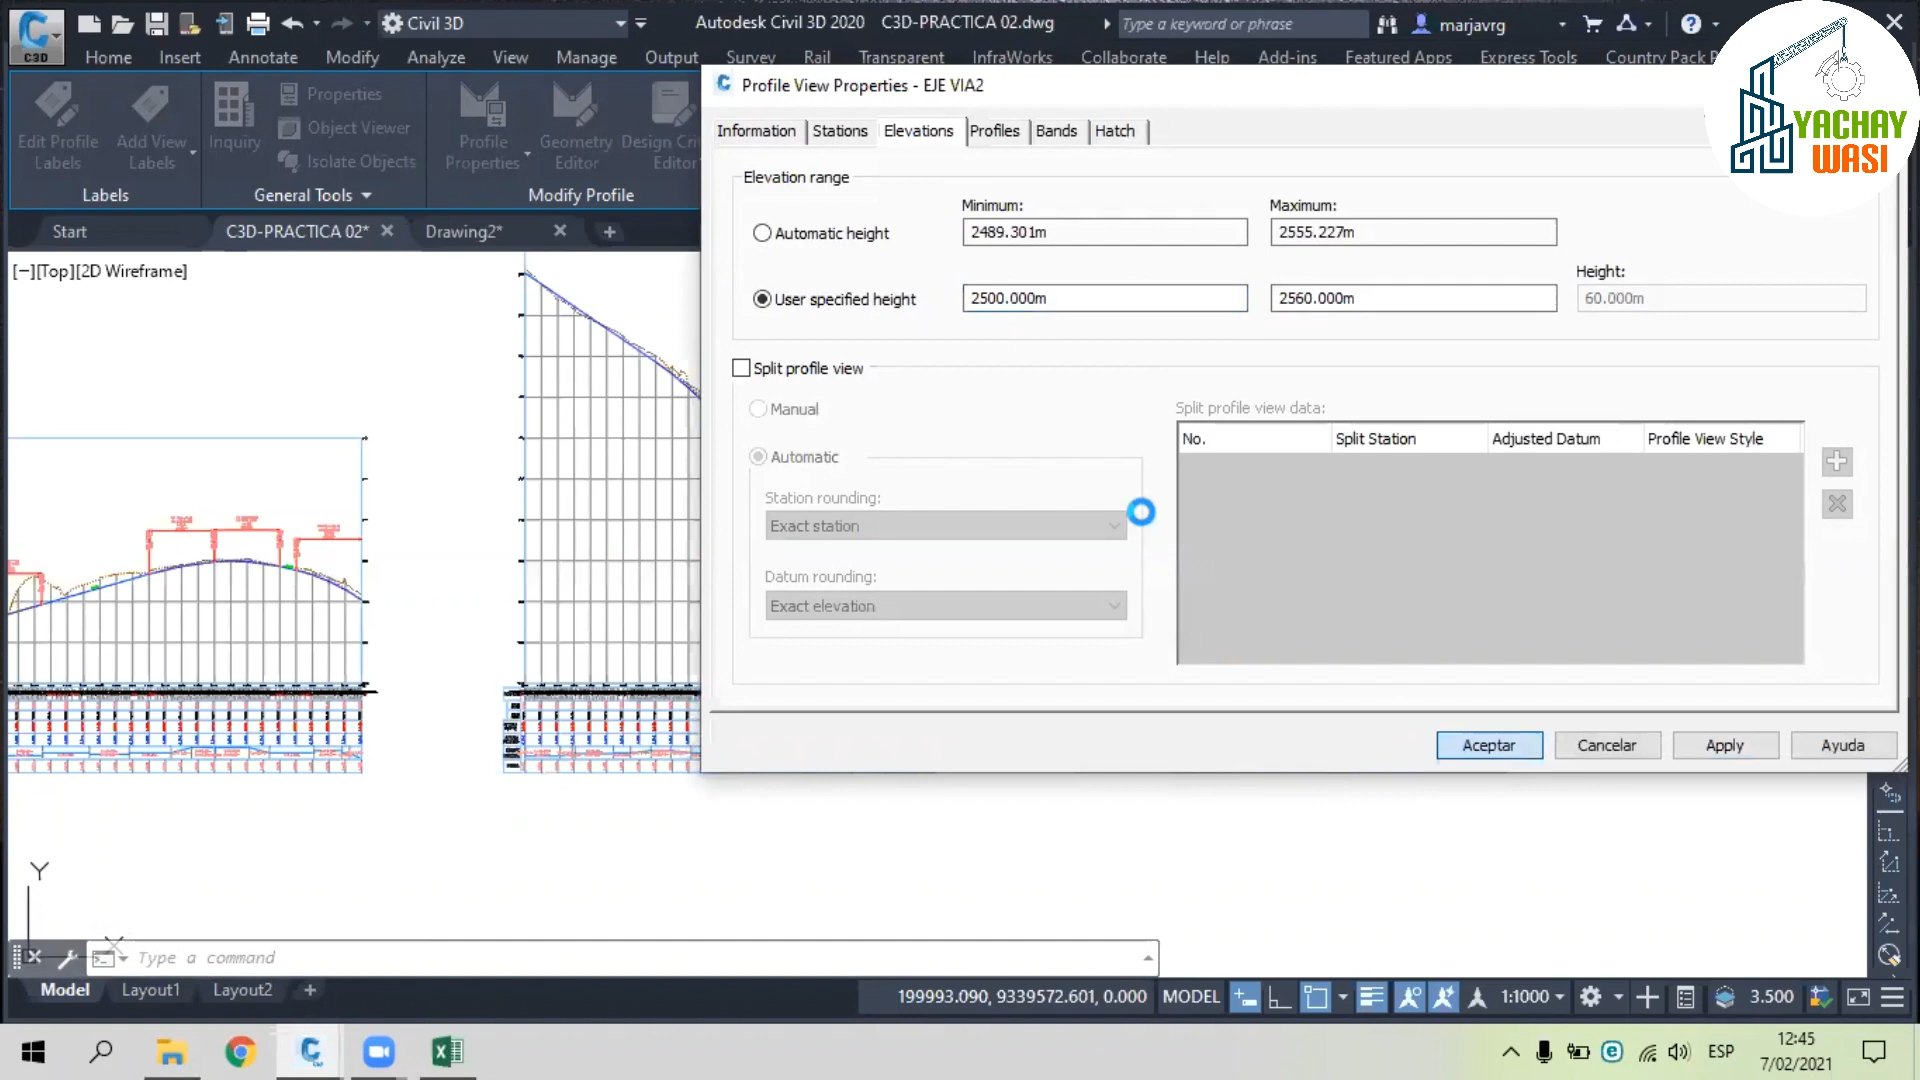 Civil 3D
Autodesk Civil 3D 2020 C3D-PRACTICA 02.dwg
Type a keyword or phrase
marjavrg
C3D
Home Insert Annotate Modify Analyze View Manage Output Survey Rail Transparent InfraWorks Collaborate Help Add-ins Featured Apps Express Tools Country Pack P
YACHAY
WASI
Edit Profile Labels
Add View Labels
Inquiry
Properties
Object Viewer
Isolate Objects
Profile Properties
Geometry Editor
Design Cri
Editor
Labels General Tools Modify Profile
Start C3D-PRACTICA 02* Drawing2*
[−][Top][2D Wireframe]
Profile View Properties - EJE VIA2
Information Stations Elevations Profiles Bands Hatch
Elevation range
Minimum: Maximum:
Automatic height 2489.301m 2555.227m
Height:
User specified height 2500.000m 2560.000m 60.000m
Split profile view
Manual
Split profile view data:
No. Split Station Adjusted Datum Profile View Style
Automatic
Station rounding:
Exact station
Datum rounding:
Exact elevation
Aceptar Cancelar Apply Ayuda
Y
X
Type a command
Model Layout1 Layout2
199993.090, 9339572.601, 0.000 MODEL 1:1000 3.500
ESP
12:45
7/02/2021